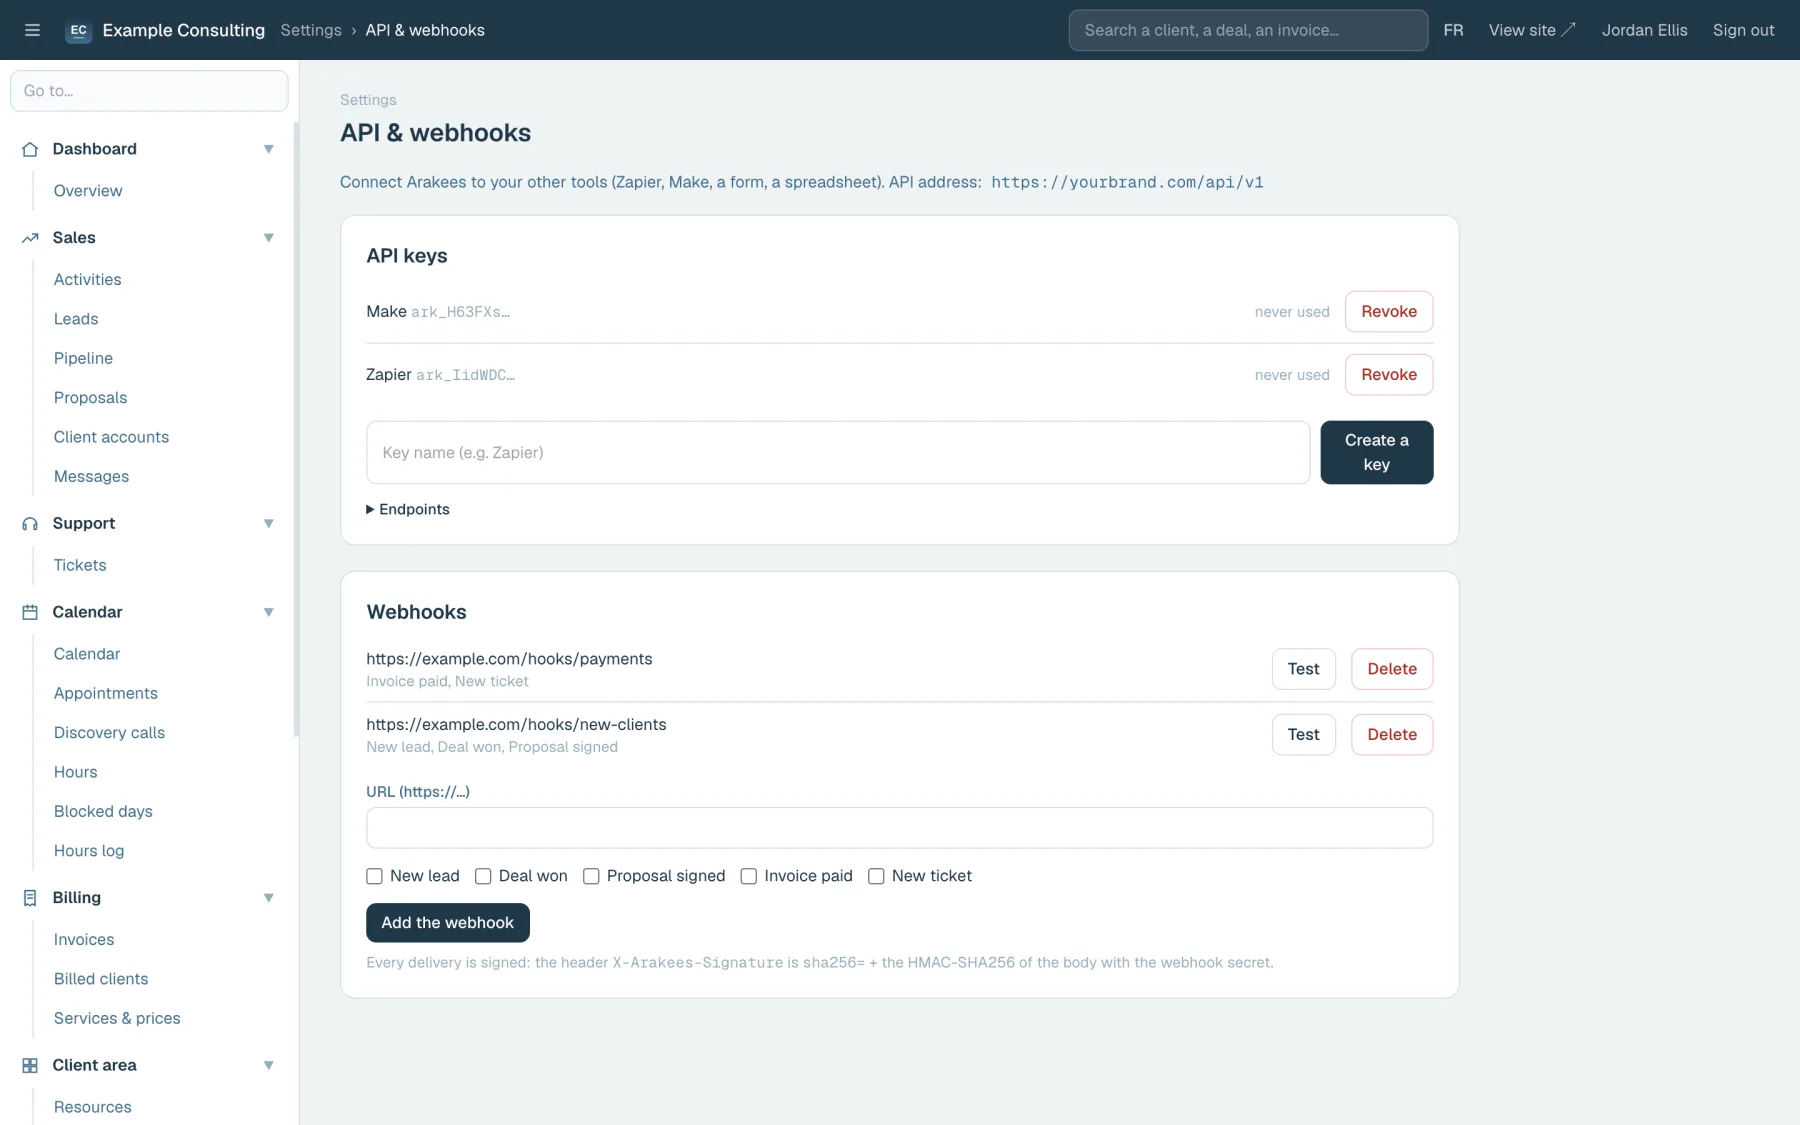 EC Example Consulting Settings › API & webhooks
Search a client, a deal, an invoice...
FR
View site
Jordan Ellis
Sign out
Go to...
Dashboard
Overview
Sales
Activities
Leads
Pipeline
Proposals
Client accounts
Messages
Support
Tickets
Calendar
Calendar
Appointments
Discovery calls
Hours
Blocked days
Hours log
Billing
Invoices
Billed clients
Services & prices
Client area
Resources
Settings
API & webhooks
Connect Arakees to your other tools (Zapier, Make, a form, a spreadsheet). API address: https://yourbrand.com/api/v1
API keys
Make ark_H63FXs… never used Revoke
Zapier ark_IidWDC… never used Revoke
Key name (e.g. Zapier)
Create a
key
Endpoints
Webhooks
https://example.com/hooks/payments
Invoice paid, New ticket
Test Delete
https://example.com/hooks/new-clients
New lead, Deal won, Proposal signed
Test Delete
URL (https://…)
New lead Deal won Proposal signed Invoice paid New ticket
Add the webhook
Every delivery is signed: the header X-Arakees-Signature is sha256= + the HMAC-SHA256 of the body with the webhook secret.